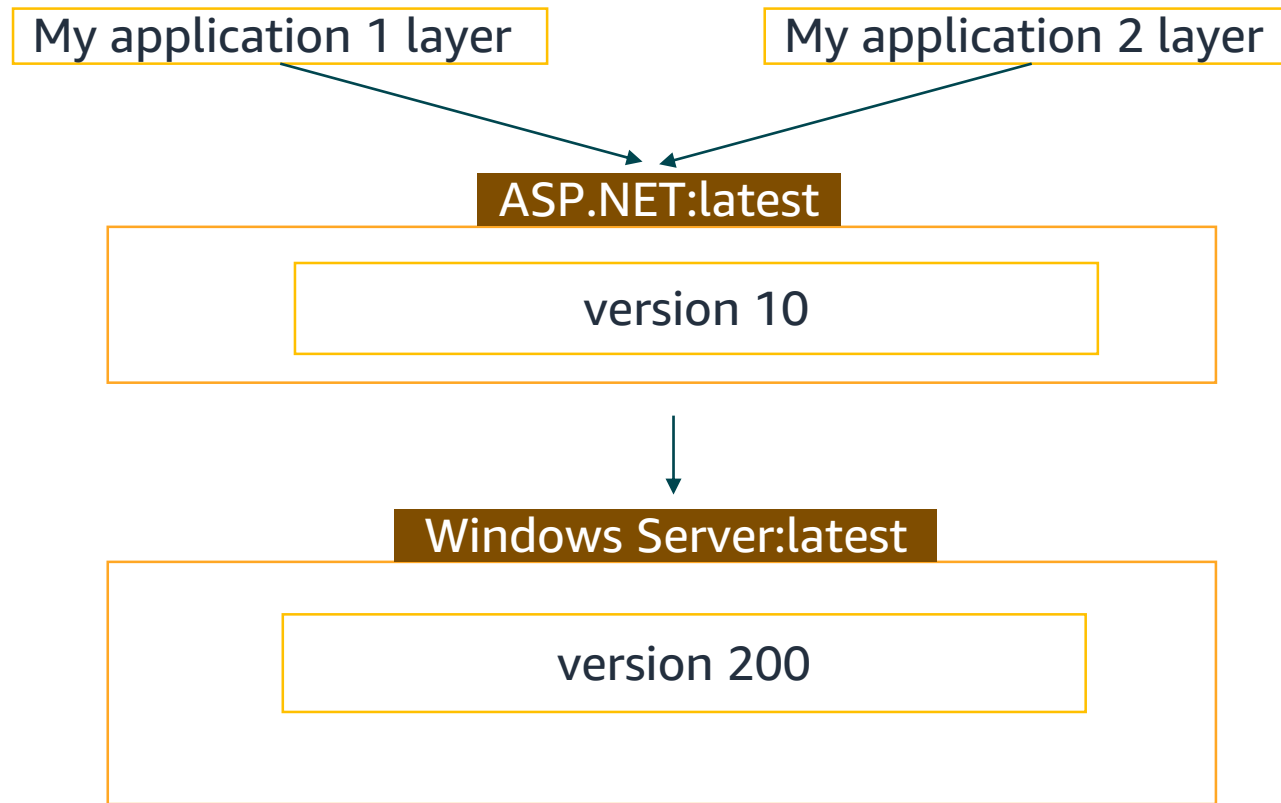 My application 1 layer
My application 2 layer
ASP.NET:latest
version 10
Windows Server:latest
version 200